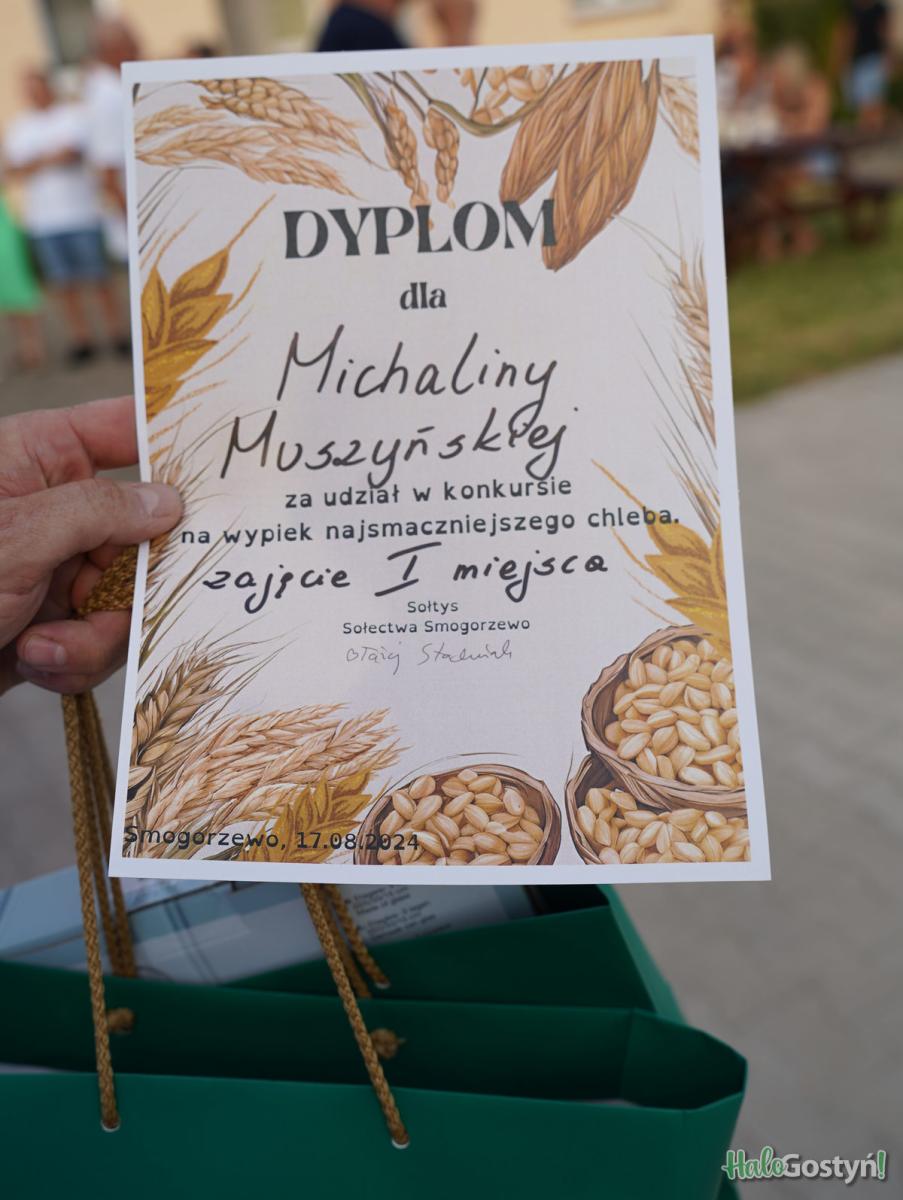 DYPLOM
dla
Michaliny
Muszyńskiej
za udział w konkursie
na wypiek najsmaczniejszego chleba.
zajęcie I miejsca
Sołtys
Sołectwa Smogorzewo
Smogorzewo, 17.08.2024
HaloGostyń!